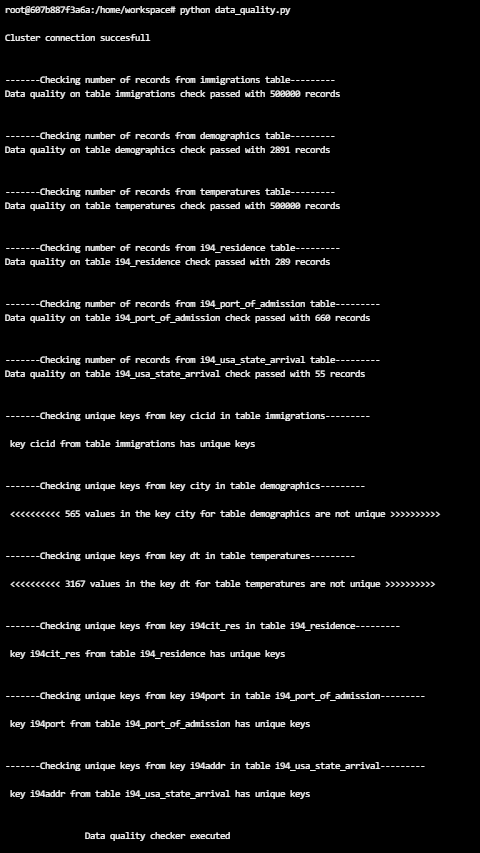 root@607b887f3a6a:/home/workspace# python data_quality.py
Cluster connection succesfull
-------Checking number of records from immigrations table---------
Data quality on table immigrations check passed with 500000 records
-------Checking number of records from demographics table---------
Data quality on table demographics check passed with 2891 records
-------Checking number of records from temperatures table---------
Data quality on table temperatures check passed with 500000 records
-------Checking number of records from i94_residence table---------
Data quality on table i94_residence check passed with 289 records
-------Checking number of records from i94_port_of_admission table---------
Data quality on table i94_port_of_admission check passed with 660 records
-------Checking number of records from i94_usa_state_arrival table---------
Data quality on table i94_usa_state_arrival check passed with 55 records
-------Checking unique keys from key cicid in table immigrations---------
key cicid from table immigrations has unique keys
-------Checking unique keys from key city in table demographics---------
<<<<<<<<<< 565 values in the key city for table demographics are not unique >>>>>>>>>>
-------Checking unique keys from key dt in table temperatures---------
<<<<<<<<<< 3167 values in the key dt for table temperatures are not unique >>>>>>>>>>
-------Checking unique keys from key i94cit_res in table i94_residence---------
key i94cit_res from table i94_residence has unique keys
-------Checking unique keys from key i94port in table i94_port_of_admission---------
key i94port from table i94_port_of_admission has unique keys
-------Checking unique keys from key i94addr in table i94_usa_state_arrival---------
key i94addr from table i94_usa_state_arrival has unique keys
Data quality checker executed